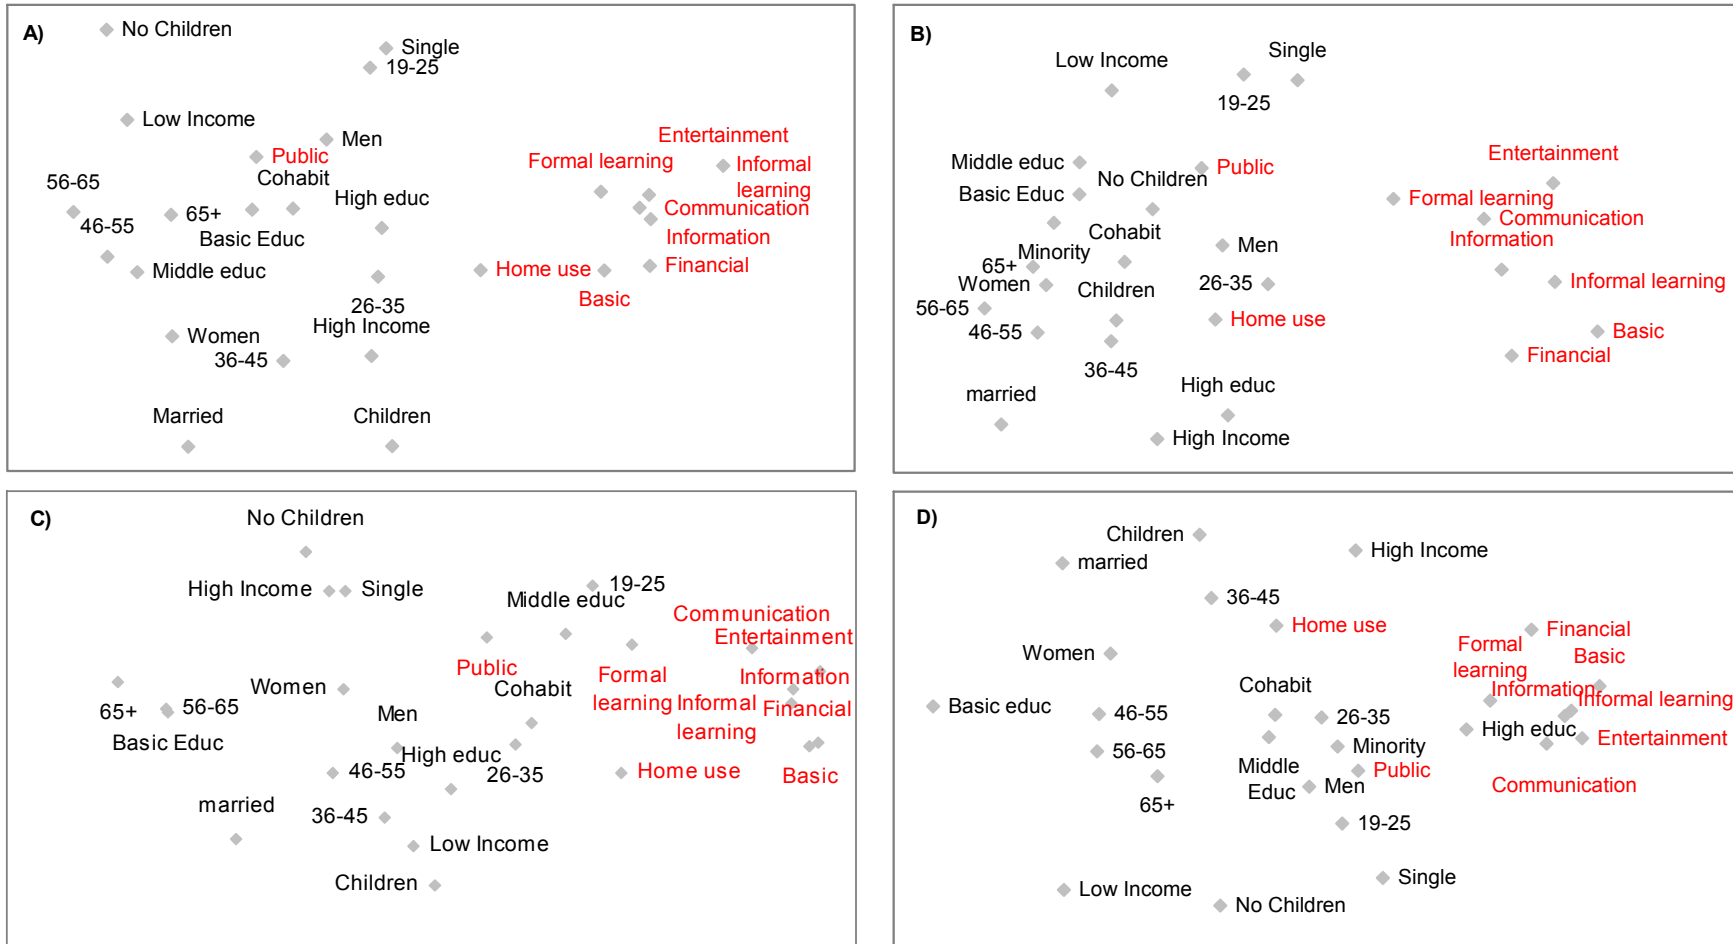 A)
No Children
Single
19-25
Low Income
Men
Entertainment
Public
Formal learning
Informal
learning
Cohabit
56-65
High educ
65+
Communication
46-55
Basic Educ
Information
Middle educ
Home use
Financial
Basic
26-35
High Income
Women
36-45
Married
Children
B)
Single
Low Income
19-25
Entertainment
Middle educ
Public
No Children
Basic Educ
Formal learning
Communication
Cohabit
Information
Minority
Men
65+
Women
26-35
Informal learning
Children
56-65
Home use
46-55
Basic
Financial
36-45
High educ
married
High Income
C)
No Children
High Income
Single
19-25
Middle educ
Communication
Entertainment
Public
Formal
learning
Information
Women
Cohabit
Informal
learning
Financial
65+
56-65
Men
Basic Educ
High educ
46-55
26-35
Home use
Basic
married
36-45
Low Income
Children
D)
Children
High Income
married
36-45
Home use
Financial
Formal
learning
Basic
Women
Cohabit
Information
Informal learning
Basic educ
46-55
26-35
High educ
Entertainment
56-65
Minority
Middle
Educ
Public
Men
Communication
65+
19-25
Single
Low Income
No Children